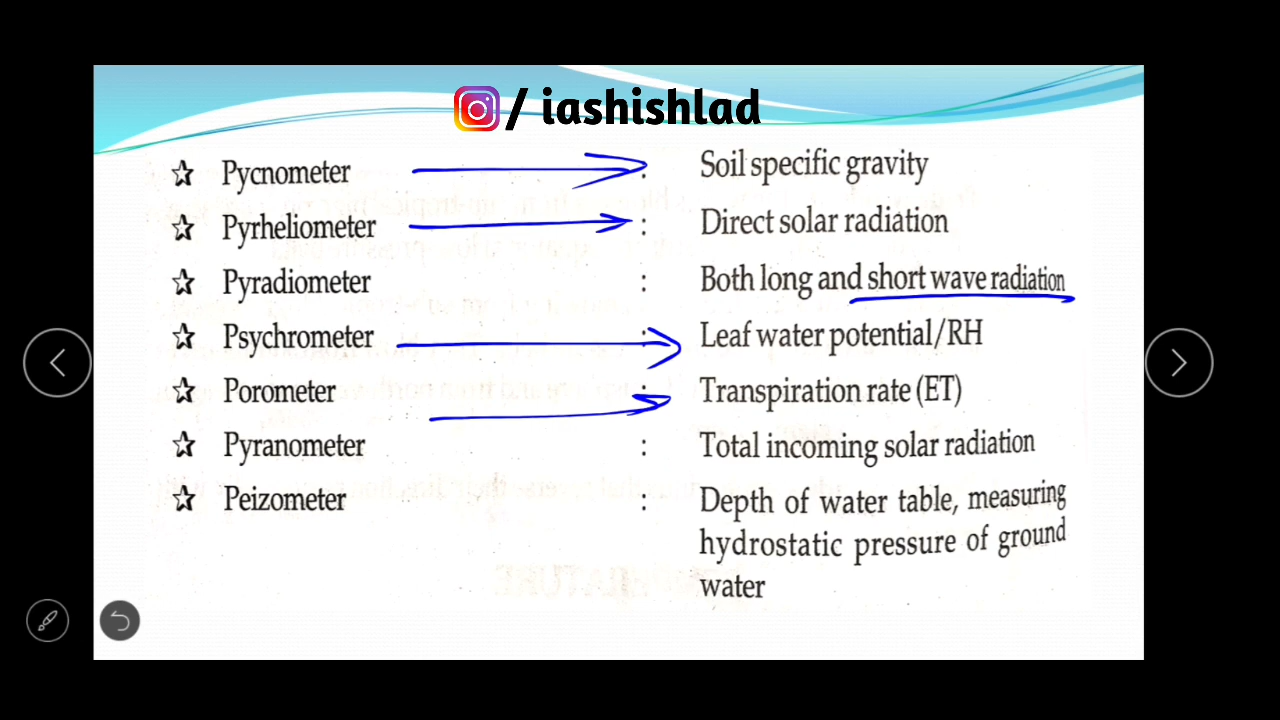 / iashishlad
☆ Pycnometer : Soil specific gravity
☆ Pyrheliometer : Direct solar radiation
☆ Pyradiometer : Both long and short wave radiation
☆ Psychrometer : Leaf water potential/RH
☆ Porometer Transpiration rate (ET)
☆ Pyranometer : Total incoming solar radiation
☆ Peizometer : Depth of water table, measuring
hydrostatic pressure of ground
water